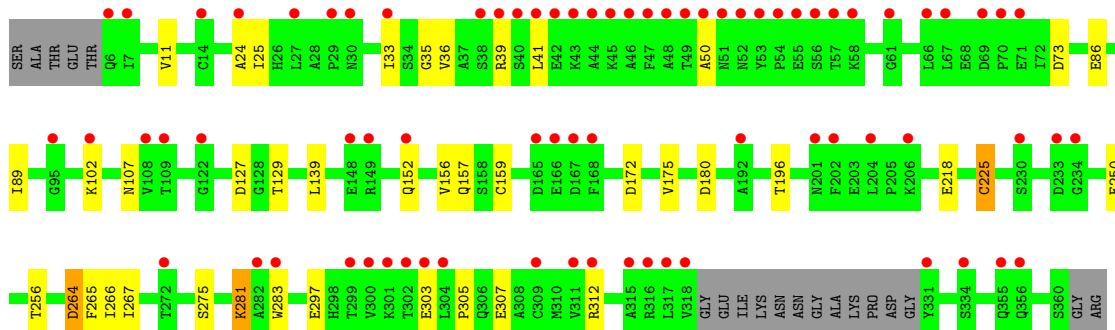 SER ALA THR GLU THR Q6 I7 V11 C14 A24 I25 H26 L27 A28 P29 N30 I33 S34 G35 V36 A37 S38 R39 S40 L41 E42 K43 A44 K45 A46 F47 A48 T49 A50 N51 N52 Y53 P54 E55 S56 T57 K58 G61 L66 L67 E68 D69 P70 E71 I72 D73 E86
I89 G95 K102 N107 V108 T109 G122 D127 G128 T129 L139 E148 R149 Q152 V156 Q157 S158 C159 D165 E166 D167 F168 D172 V175 D180 A192 T196 N201 F202 E203 L204 P205 K206 E218 C225 S230 D233 G234
T256 D264 F265 I266 I267 T272 S275 K281 A282 W283 E297 H298 T299 V300 K301 T302 E303 L304 P305 Q306 E307 A308 C309 M310 V311 R312 A315 R316 L317 V318 GLY GLU ILE LYS ASN ASN GLY ALA LYS PRO ASP GLY Y331 S334 Q355 Q356 S360 GLY ARG